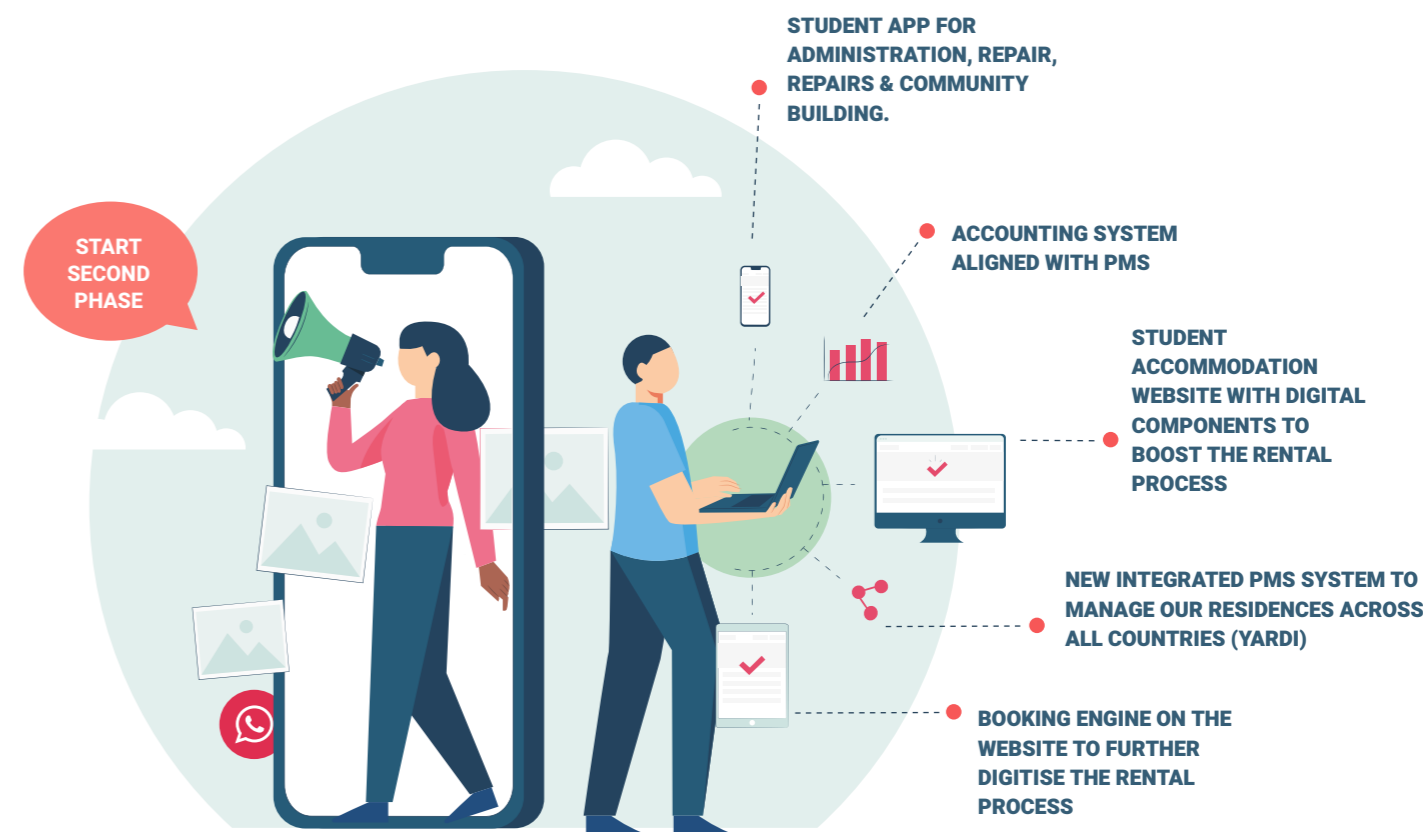 STUDENT APP FOR
ADMINISTRATION, REPAIR,
REPAIRS & COMMUNITY
BUILDING.
START
SECOND
PHASE
ACCOUNTING SYSTEM
ALIGNED WITH PMS
STUDENT
ACCOMMODATION
WEBSITE WITH DIGITAL
COMPONENTS TO
BOOST THE RENTAL
PROCESS
NEW INTEGRATED PMS SYSTEM TO
MANAGE OUR RESIDENCES ACROSS
ALL COUNTRIES (YARDI)
BOOKING ENGINE ON THE
WEBSITE TO FURTHER
DIGITISE THE RENTAL
PROCESS